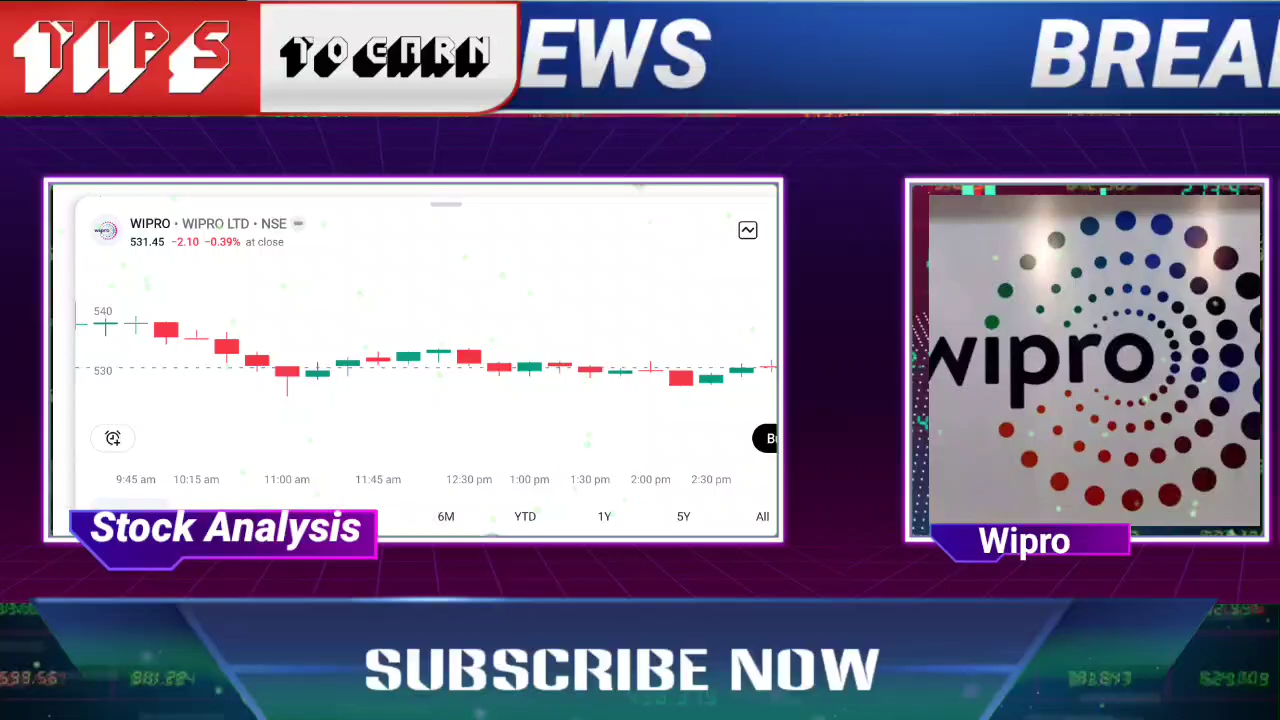 TIPS
TO EARN
EWS
BREA
WIPRO • WIPRO LTD • NSE
531.45 −2.10 −0.39% at close
540
530
9:45 am 10:15 am 11:00 am 11:45 am 12:30 pm 1:00 pm 1:30 pm 2:00 pm 2:30 pm
6M YTD 1Y 5Y All
Stock Analysis
wipro
Wipro
SUBSCRIBE NOW